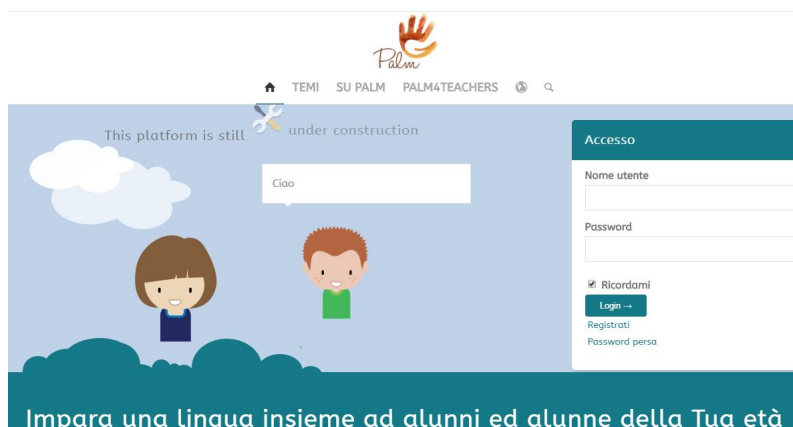 Palm
TEMI SU PALM PALM4TEACHERS
This platform is still under construction
Ciao
Accesso
Nome utente
Password
Ricordami
Login →
Registrati
Password persa
Impara una lingua insieme ad alunni ed alunne della Tua età